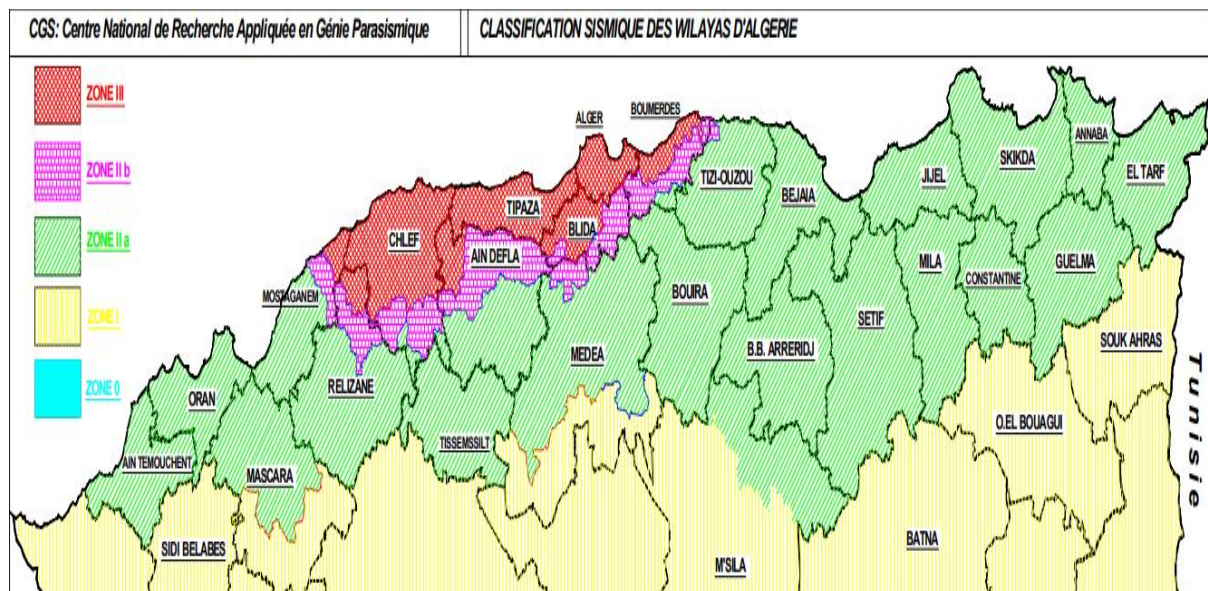 CGS: Centre National de Recherche Appliquée en Génie Parasismique
CLASSIFICATION SISMIQUE DES WILAYAS D'ALGERIE
ZONE III
ZONE II b
ZONE II a
ZONE I
ZONE 0
ALGER
BOUMERDES
TIZI-OUZOU
BEJAIA
JIJEL
SKIKDA
ANNABA
EL TARF
TIPAZA
BLIDA
CHLEF
AIN DEFLA
MOSTAGANEM
BOUIRA
MILA
CONSTANTINE
GUELMA
SETIF
SOUK AHRAS
MEDEA
B.B. ARRERIDJ
RELIZANE
ORAN
O.EL BOUAGUI
TISSEMSSILT
AIN TEMOUCHENT
MASCARA
SIDI BELABES
M'SILA
BATNA
Tunisie